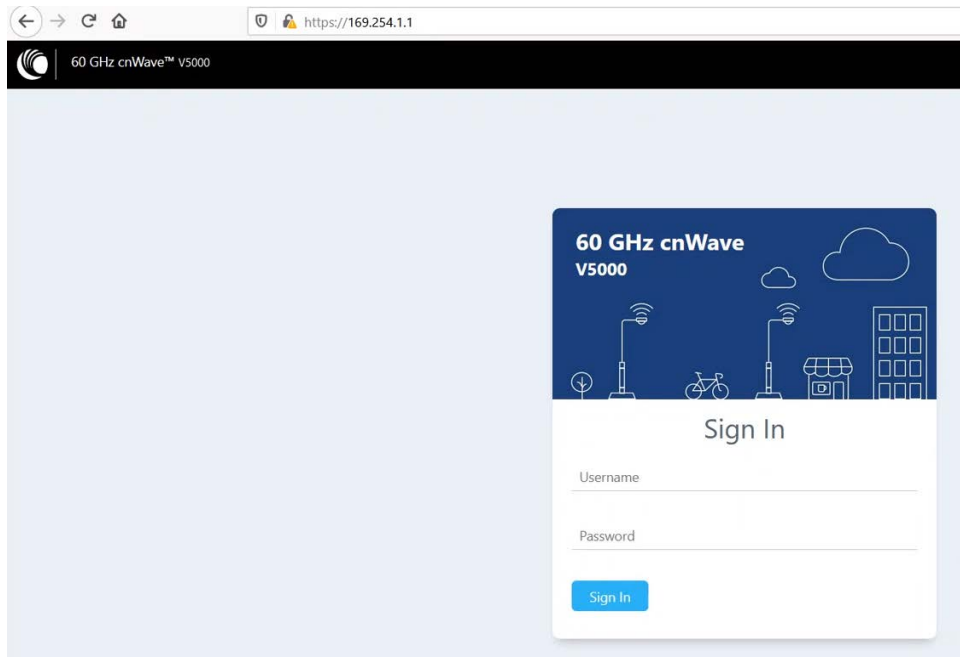 https://169.254.1.1
60 GHz cnWave™ V5000
60 GHz cnWave
V5000
Sign In
Username
Password
Sign In